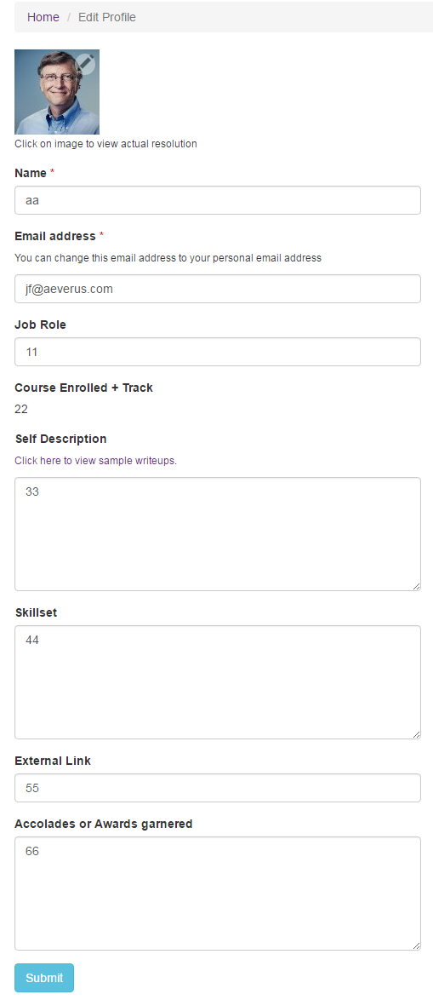 Home / Edit Profile
Click on image to view actual resolution
Name *
aa
Email address *
You can change this email address to your personal email address
jf@aeverus.com
Job Role
11
Course Enrolled + Track
22
Self Description
Click here to view sample writeups.
33
Skillset
44
External Link
55
Accolades or Awards garnered
66
Submit